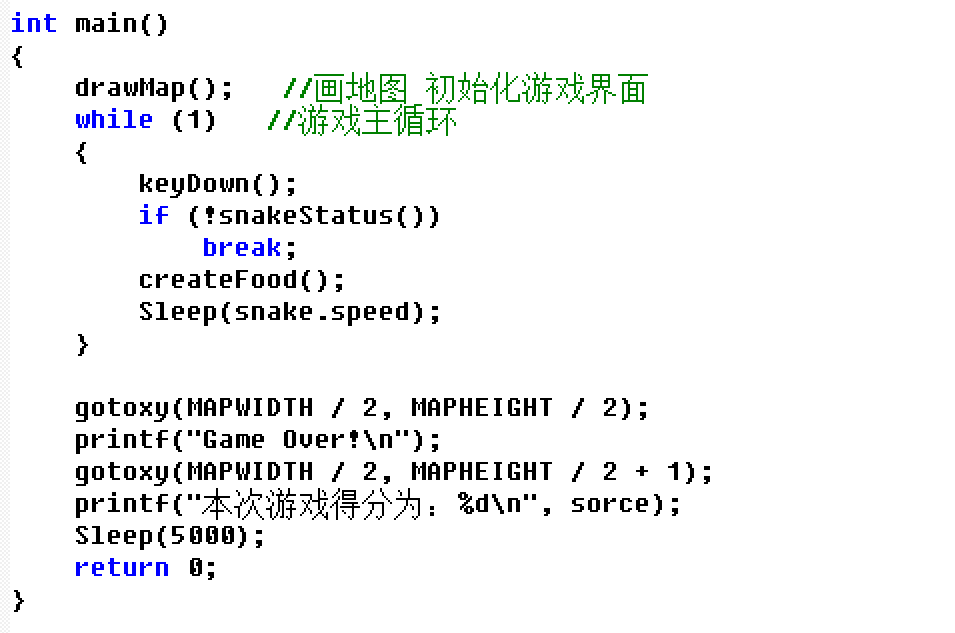 int main()
{
    drawMap();   //画地图 初始化游戏界面
    while (1)   //游戏主循环
    {
        keyDown();
        if (!snakeStatus())
            break;
        createFood();
        Sleep(snake.speed);
    }

    gotoxy(MAPWIDTH / 2, MAPHEIGHT / 2);
    printf("Game Over!\n");
    gotoxy(MAPWIDTH / 2, MAPHEIGHT / 2 + 1);
    printf("本次游戏得分为: %d\n", sorce);
    Sleep(5000);
    return 0;
}